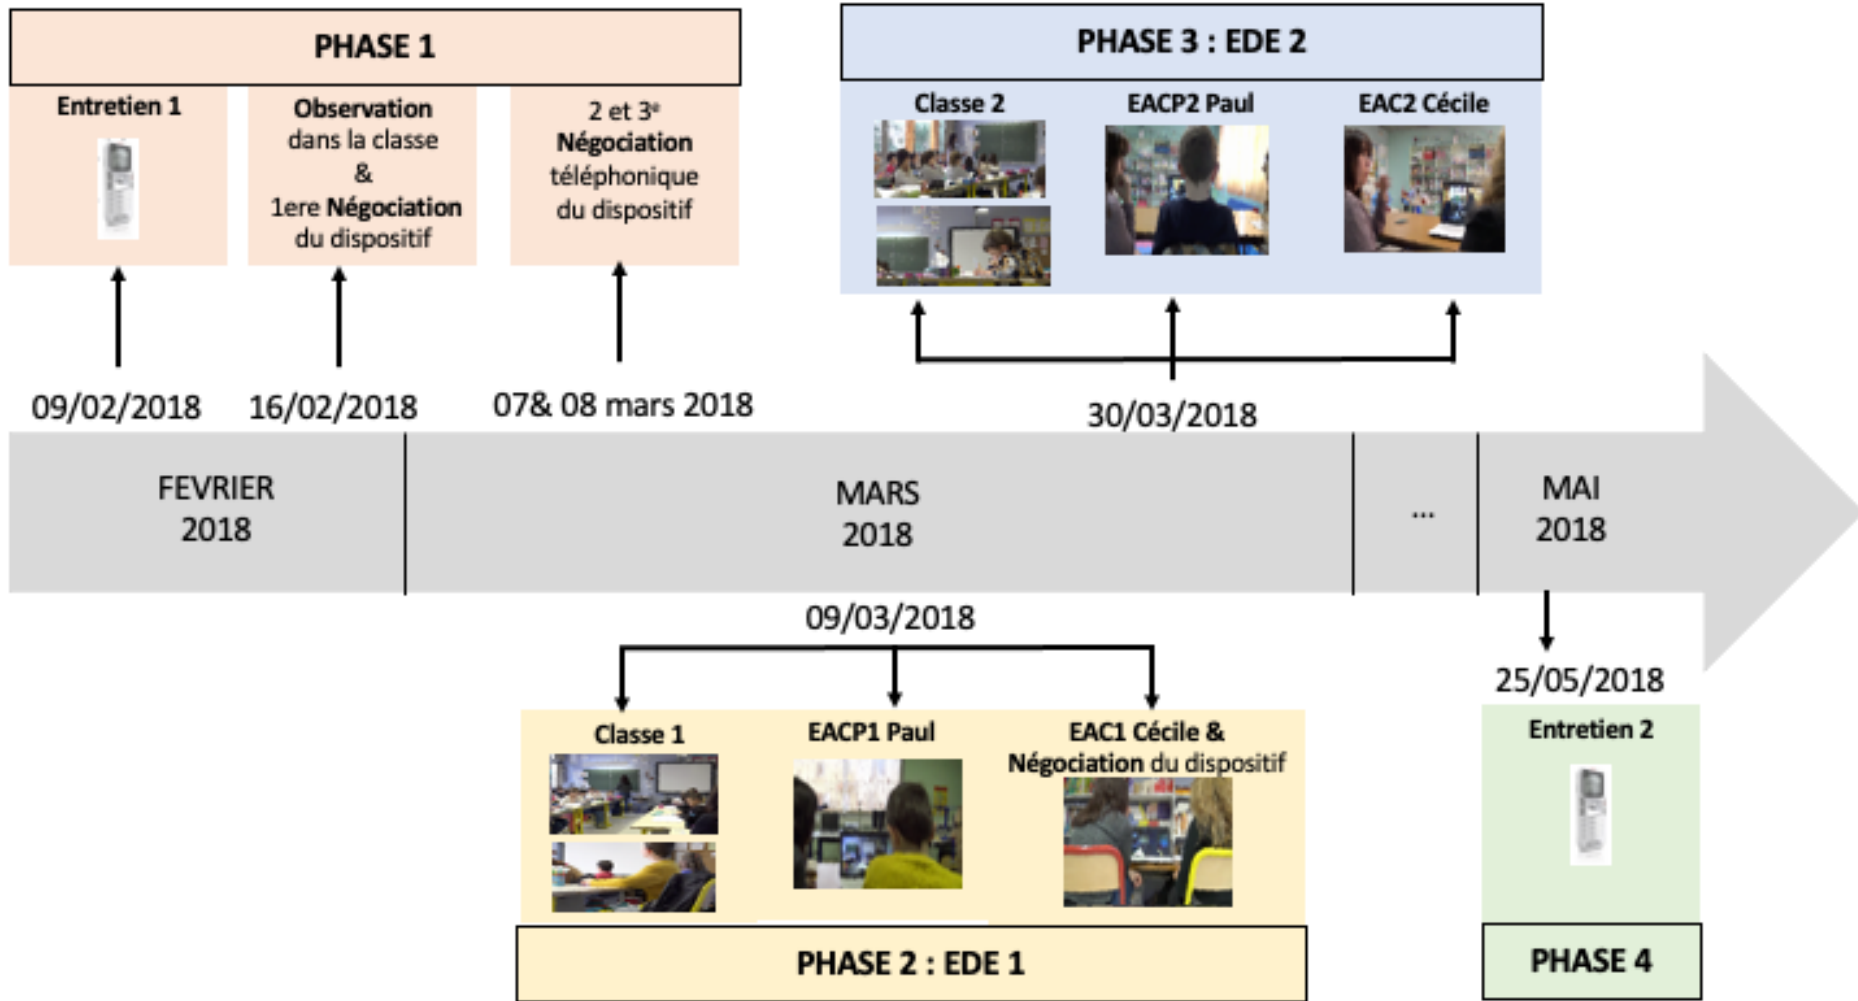 PHASE 1
Entretien 1
Observation
dans la classe
&
1ere Négociation
du dispositif
2 et 3e
Négociation
téléphonique
du dispositif
PHASE 3 : EDE 2
Classe 2
EACP2 Paul
EAC2 Cécile
09/02/2018
16/02/2018
07& 08 mars 2018
30/03/2018
FEVRIER
2018
MARS
2018
...
MAI
2018
09/03/2018
Classe 1
EACP1 Paul
EAC1 Cécile &
Négociation du dispositif
PHASE 2 : EDE 1
25/05/2018
Entretien 2
PHASE 4